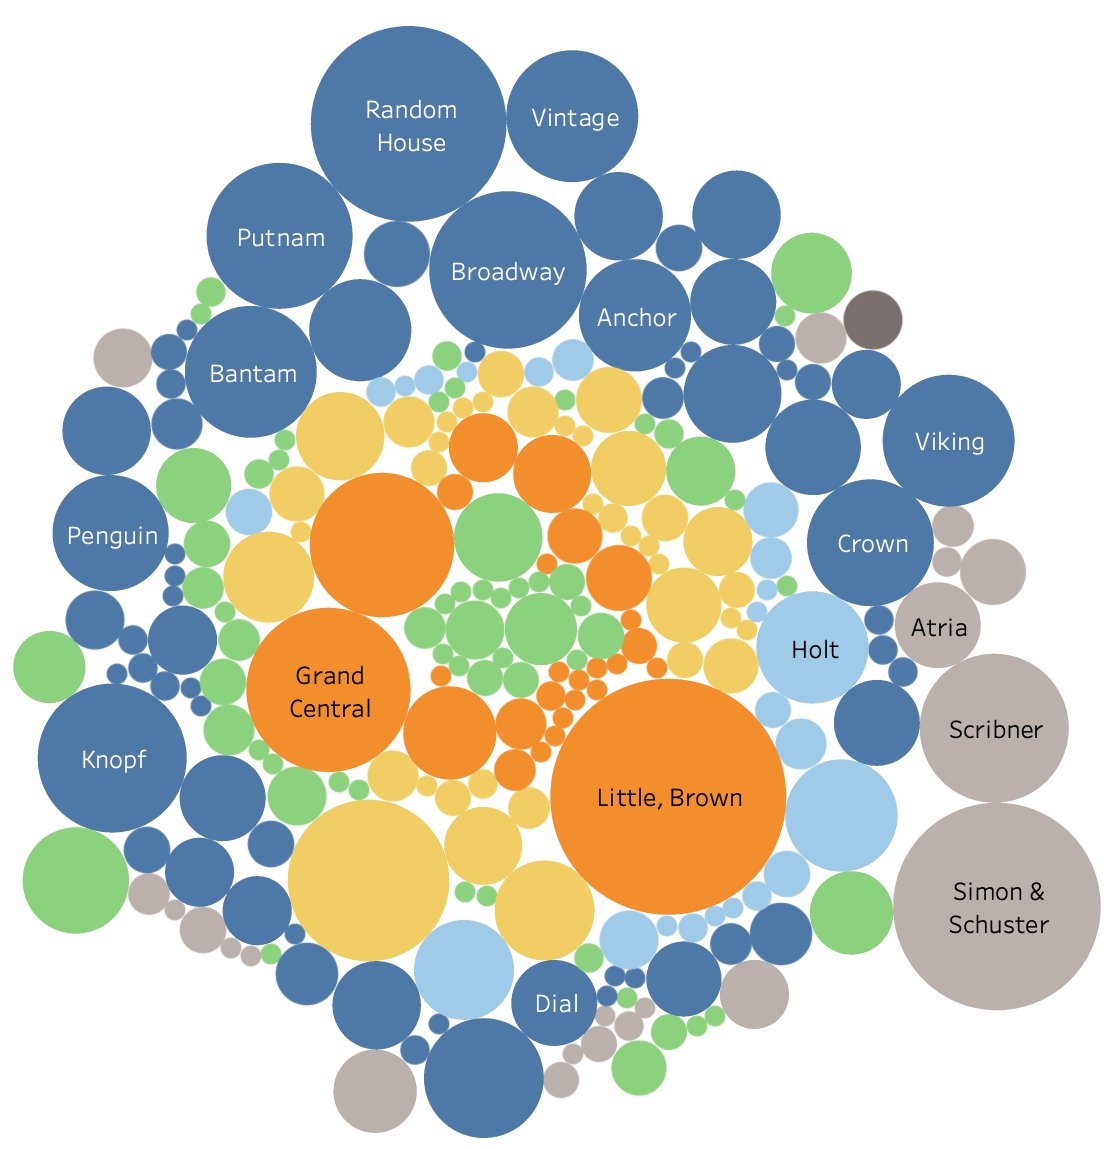 Random
House
Vintage
Putnam
Broadway
Anchor
Bantam
Viking
Penguin
Crown
Atria
Holt
Grand
Central
Scribner
Knopf
Little, Brown
Simon &
Schuster
Dial